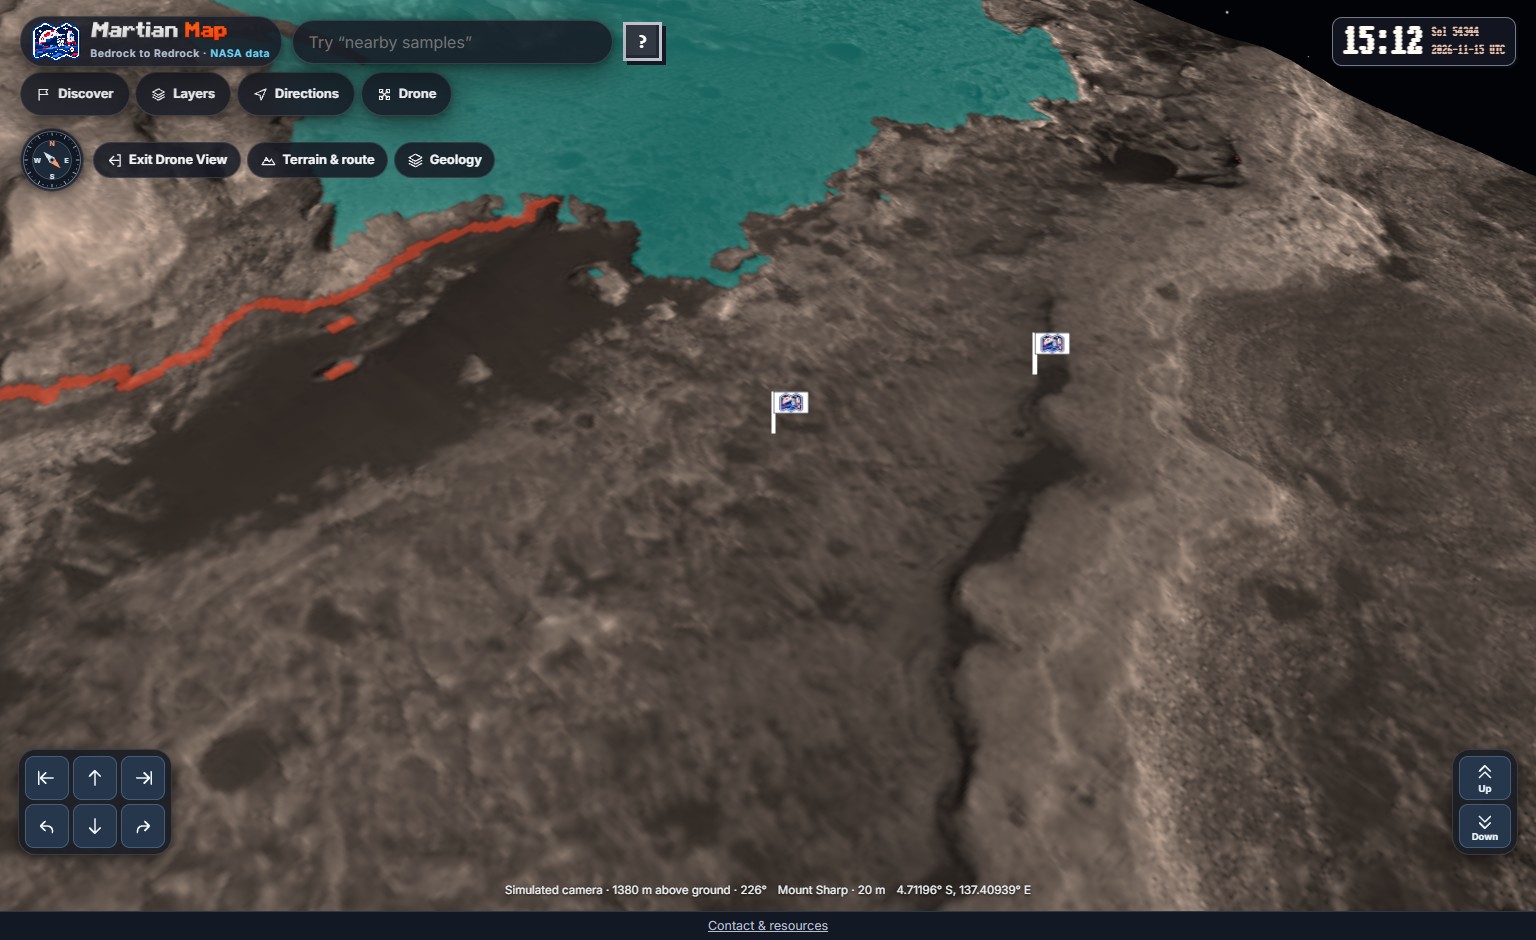 Martian Map
Bedrock to Redrock · NASA data
Try “nearby samples”
?
15:12
2026-11-15 UTC
Discover
Layers
Directions
Drone
N
W E
S
Exit Drone View
Terrain & route
Geology
Up
Down
Simulated camera · 1380 m above ground · 226° Mount Sharp · 20 m 4.71196° S, 137.40939° E
Contact & resources